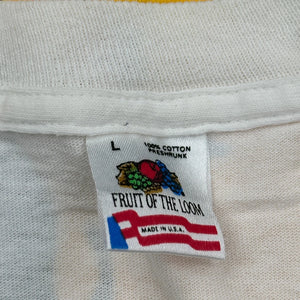 L
100% COTTON
PRESHRUNK
FRUIT OF THE LOOM
MADE IN U.S.A.